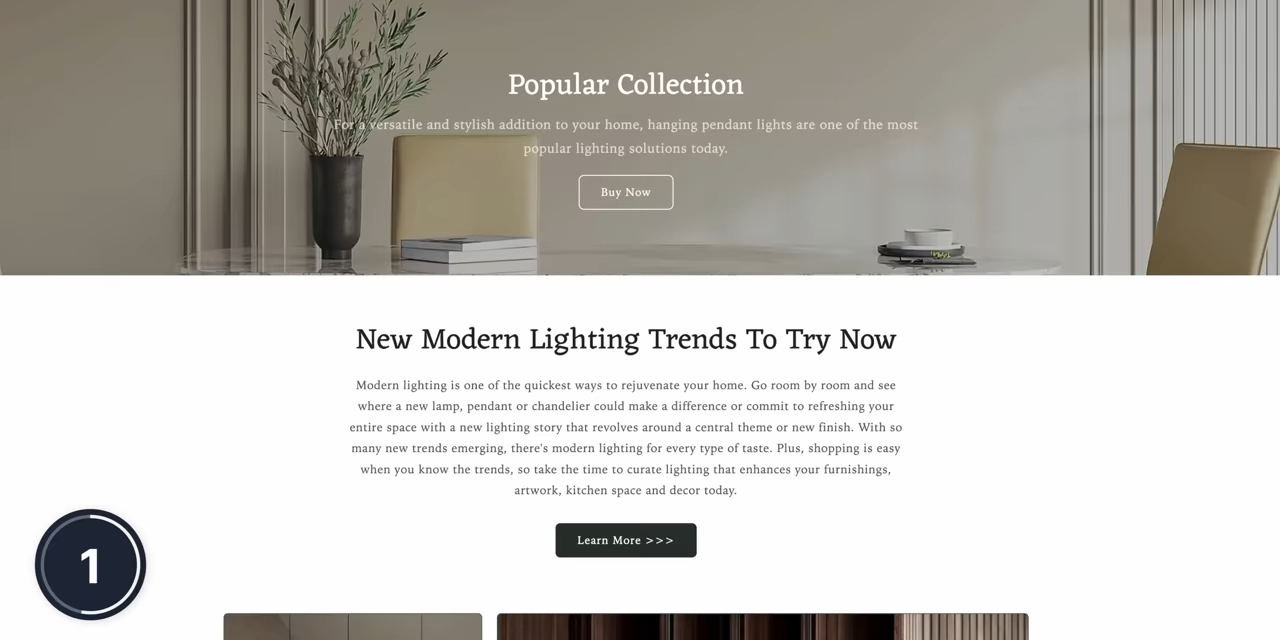 Popular Collection
For a versatile and stylish addition to your home, hanging pendant lights are one of the most
popular lighting solutions today.
Buy Now
New Modern Lighting Trends To Try Now
Modern lighting is one of the quickest ways to rejuvenate your home. Go room by room and see
where a new lamp, pendant or chandelier could make a difference or commit to refreshing your
entire space with a new lighting story that revolves around a central theme or new finish. With so
many new trends emerging, there's modern lighting for every type of taste. Plus, shopping is easy
when you know the trends, so take the time to curate lighting that enhances your furnishings,
artwork, kitchen space and decor today.
Learn More >>>
1